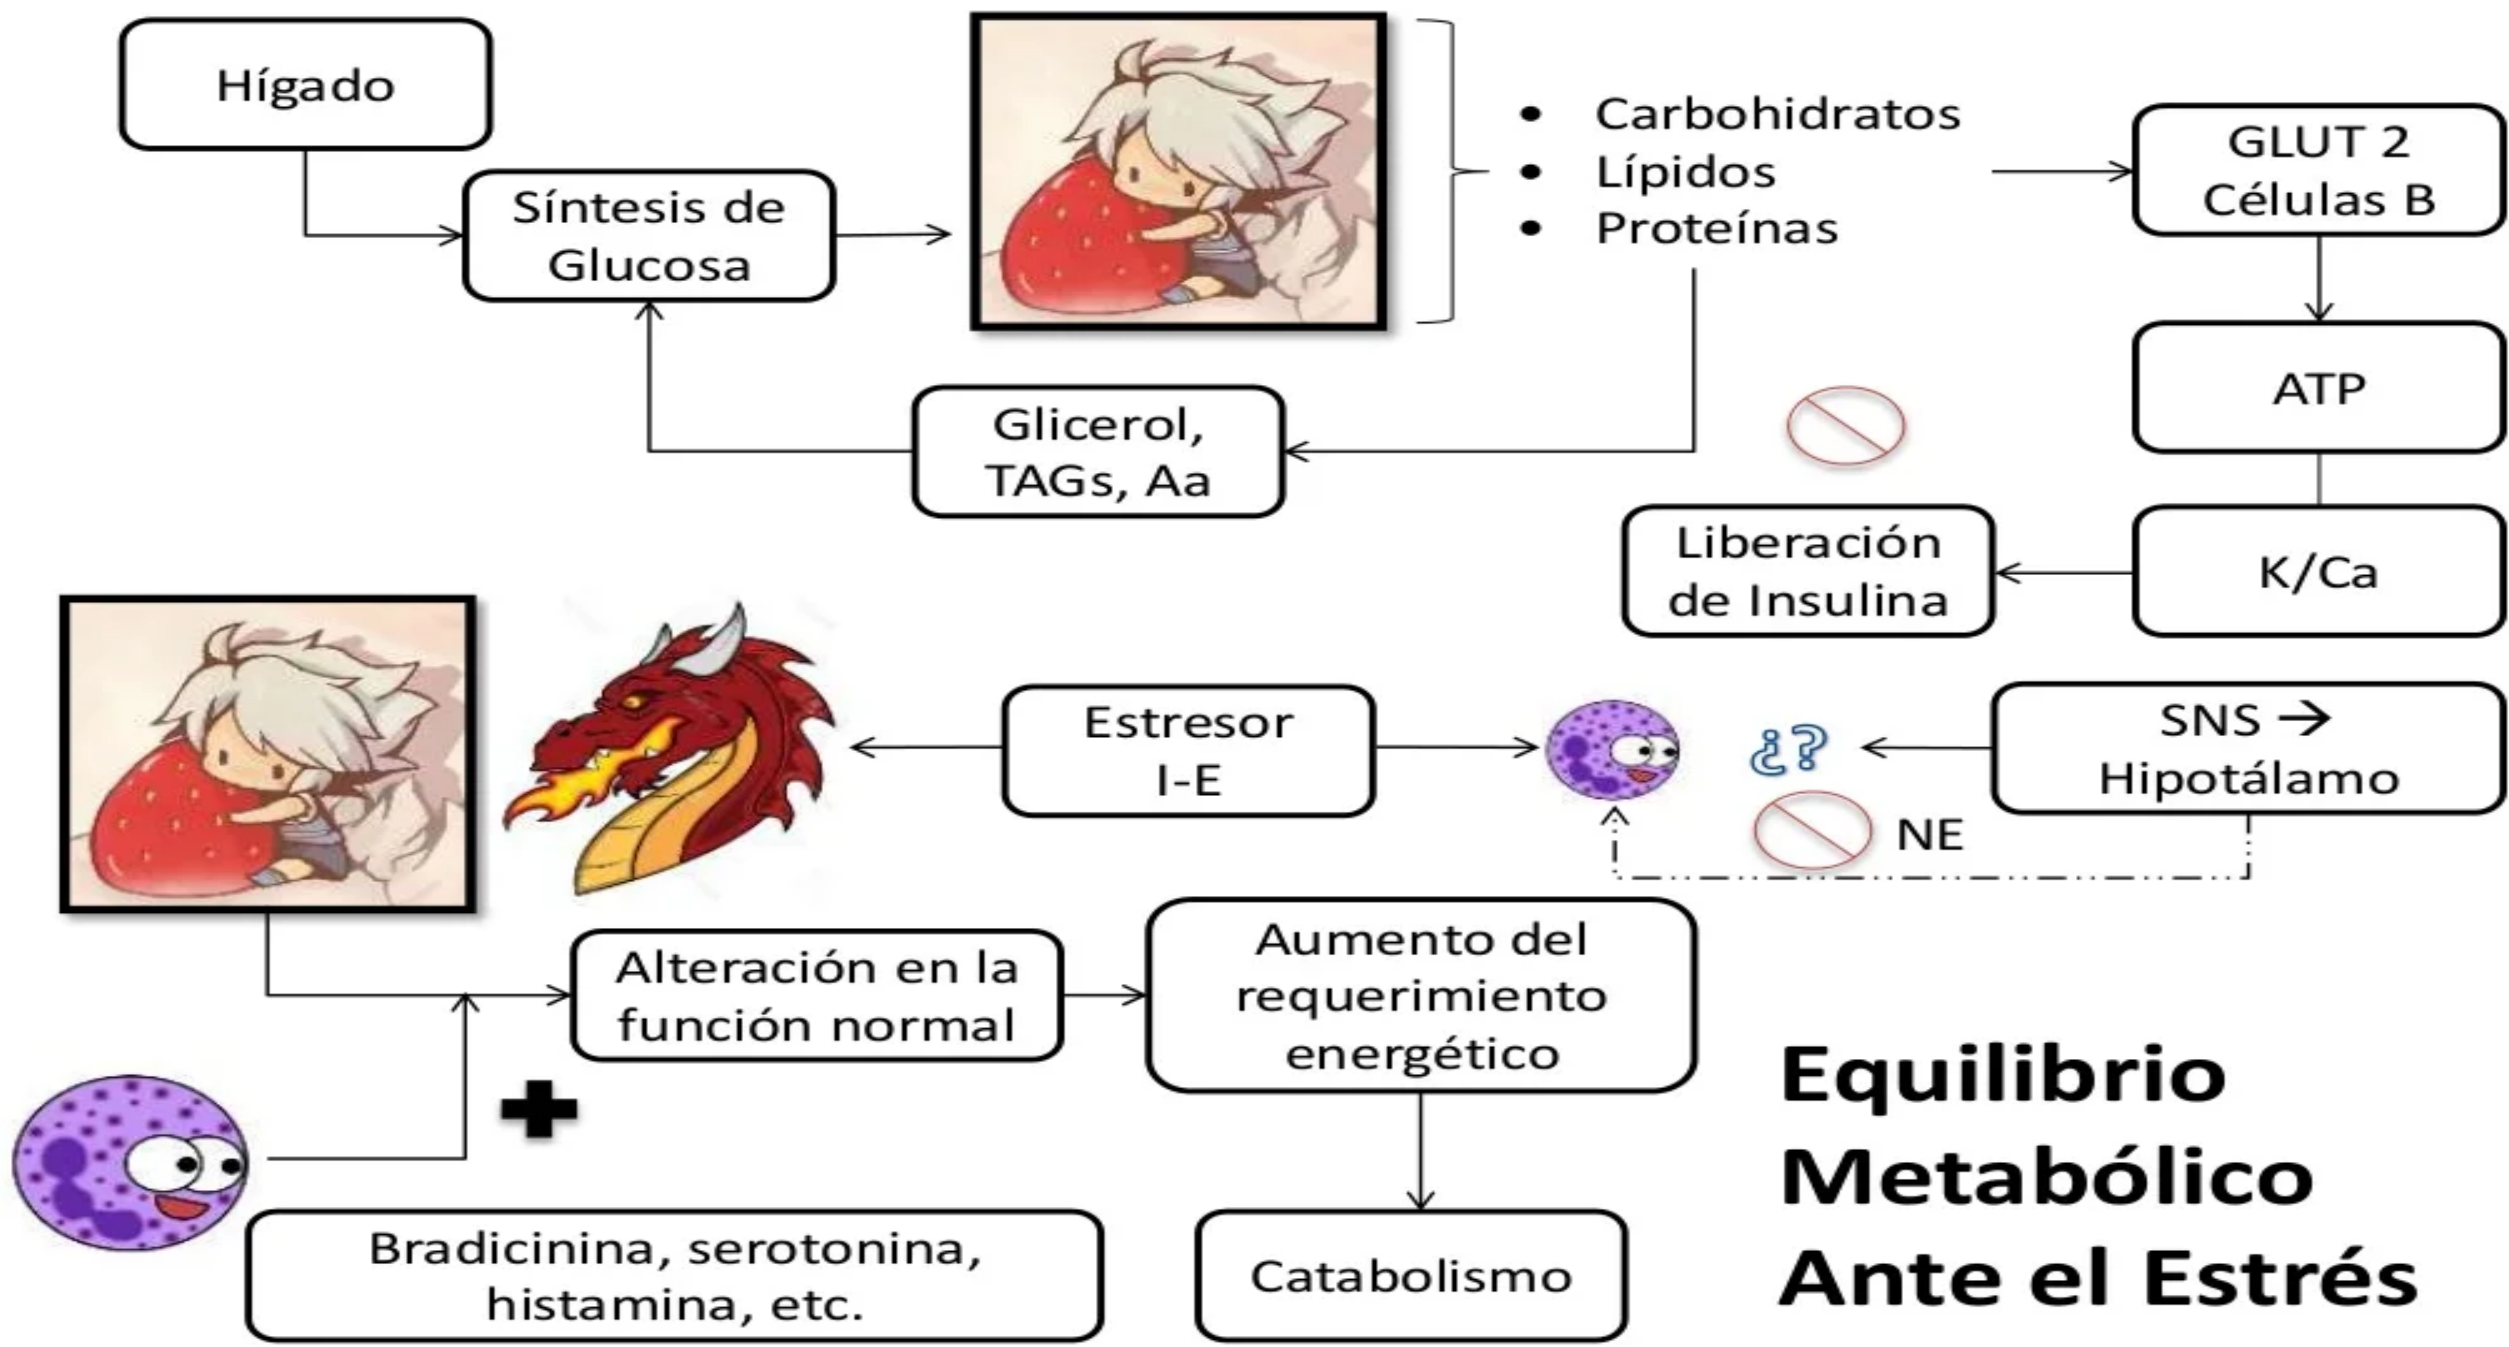 Hígado
Síntesis de
Glucosa
• Carbohidratos
• Lípidos
• Proteínas
GLUT 2
Células B
ATP
K/Ca
Liberación
de Insulina
Glicerol,
TAGs, Aa
Estresor
I-E
¿?
SNS →
Hipotálamo
NE
Alteración en la
función normal
Aumento del
requerimiento
energético
Catabolismo
Bradicinina, serotonina,
histamina, etc.
Equilibrio
Metabólico
Ante el Estrés